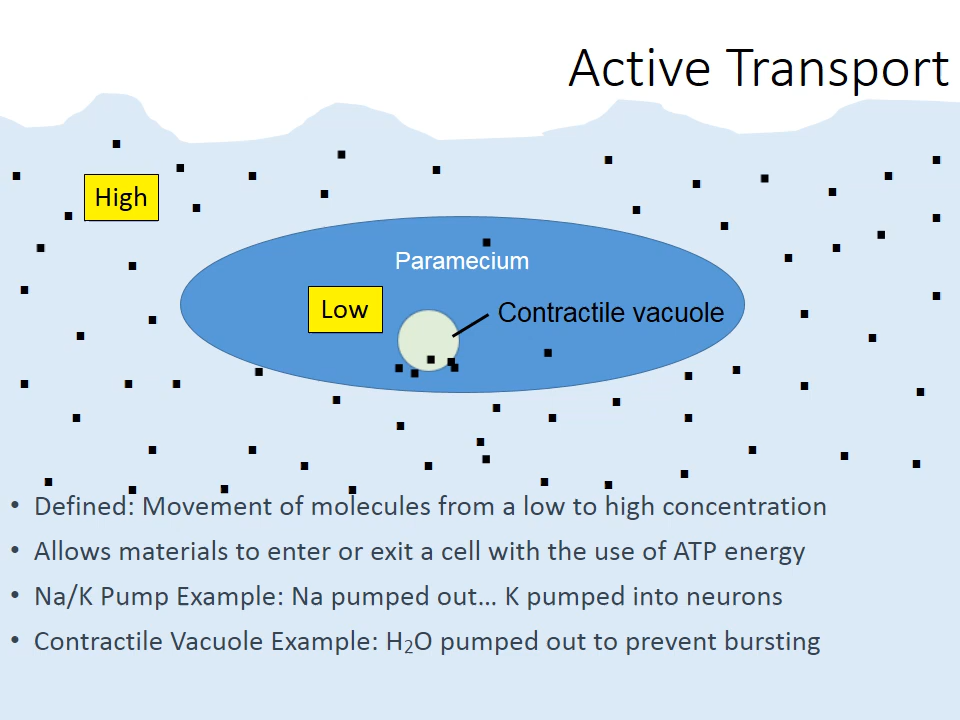 Active Transport
High
Paramecium
Low
Contractile vacuole
• Defined: Movement of molecules from a low to high concentration
• Allows materials to enter or exit a cell with the use of ATP energy
• Na/K Pump Example: Na pumped out... K pumped into neurons
• Contractile Vacuole Example: H₂O pumped out to prevent bursting